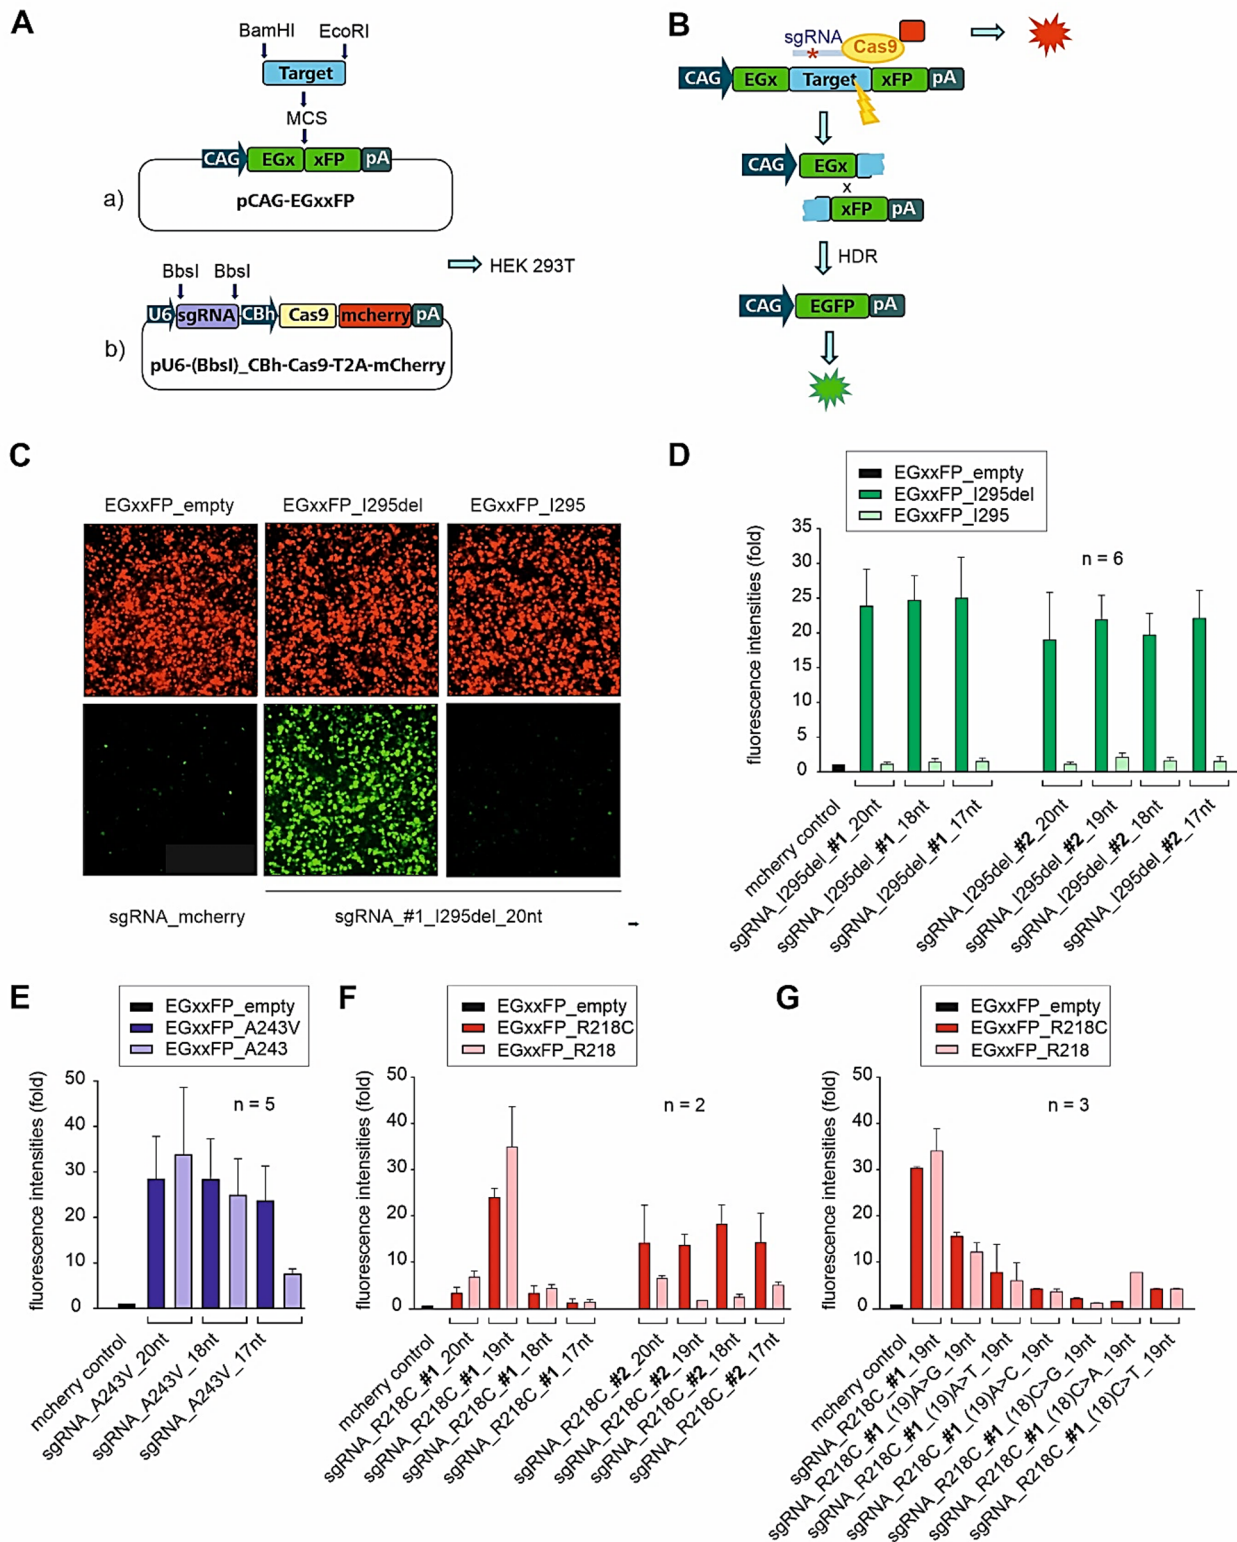 A
BamHI EcoRI
Target
MCS
CAG EGx xFP pA
a)
pCAG-EGxxFP
HEK 293T
BbsI BbsI
U6 sgRNA CBh Cas9 mcherry pA
b)
pU6-(BbsI)_CBh-Cas9-T2A-mCherry
B
sgRNA
*
Cas9
CAG EGx Target xFP pA
CAG EGx
x
xFP pA
HDR
CAG EGFP pA
C
EGxxFP_empty EGxxFP_I295del EGxxFP_I295
sgRNA_mcherry sgRNA_#1_I295del_20nt
D
EGxxFP_empty
EGxxFP_I295del
EGxxFP_I295
fluorescence intensities (fold)
35
30
25
20
15
10
5
0
n = 6
mcherry control
sgRNA_I295del_#1_20nt
sgRNA_I295del_#1_18nt
sgRNA_I295del_#1_17nt
sgRNA_I295del_#2_20nt
sgRNA_I295del_#2_19nt
sgRNA_I295del_#2_18nt
sgRNA_I295del_#2_17nt
E
EGxxFP_empty
EGxxFP_A243V
EGxxFP_A243
fluorescence intensities (fold)
50
40
30
20
10
0
n = 5
mcherry control
sgRNA_A243V_20nt
sgRNA_A243V_18nt
sgRNA_A243V_17nt
F
EGxxFP_empty
EGxxFP_R218C
EGxxFP_R218
fluorescence intensities (fold)
50
40
30
20
10
0
n = 2
mcherry control
sgRNA_R218C_#1_20nt
sgRNA_R218C_#1_19nt
sgRNA_R218C_#1_18nt
sgRNA_R218C_#1_17nt
sgRNA_R218C_#2_20nt
sgRNA_R218C_#2_19nt
sgRNA_R218C_#2_18nt
sgRNA_R218C_#2_17nt
G
EGxxFP_empty
EGxxFP_R218C
EGxxFP_R218
fluorescence intensities (fold)
50
40
30
20
10
0
n = 3
mcherry control
sgRNA_R218C_#1_19nt
sgRNA_R218C_#1_(19)A>G_19nt
sgRNA_R218C_#1_(19)A>T_19nt
sgRNA_R218C_#1_(19)A>C_19nt
sgRNA_R218C_#1_(18)C>G_19nt
sgRNA_R218C_#1_(18)C>A_19nt
sgRNA_R218C_#1_(18)C>T_19nt